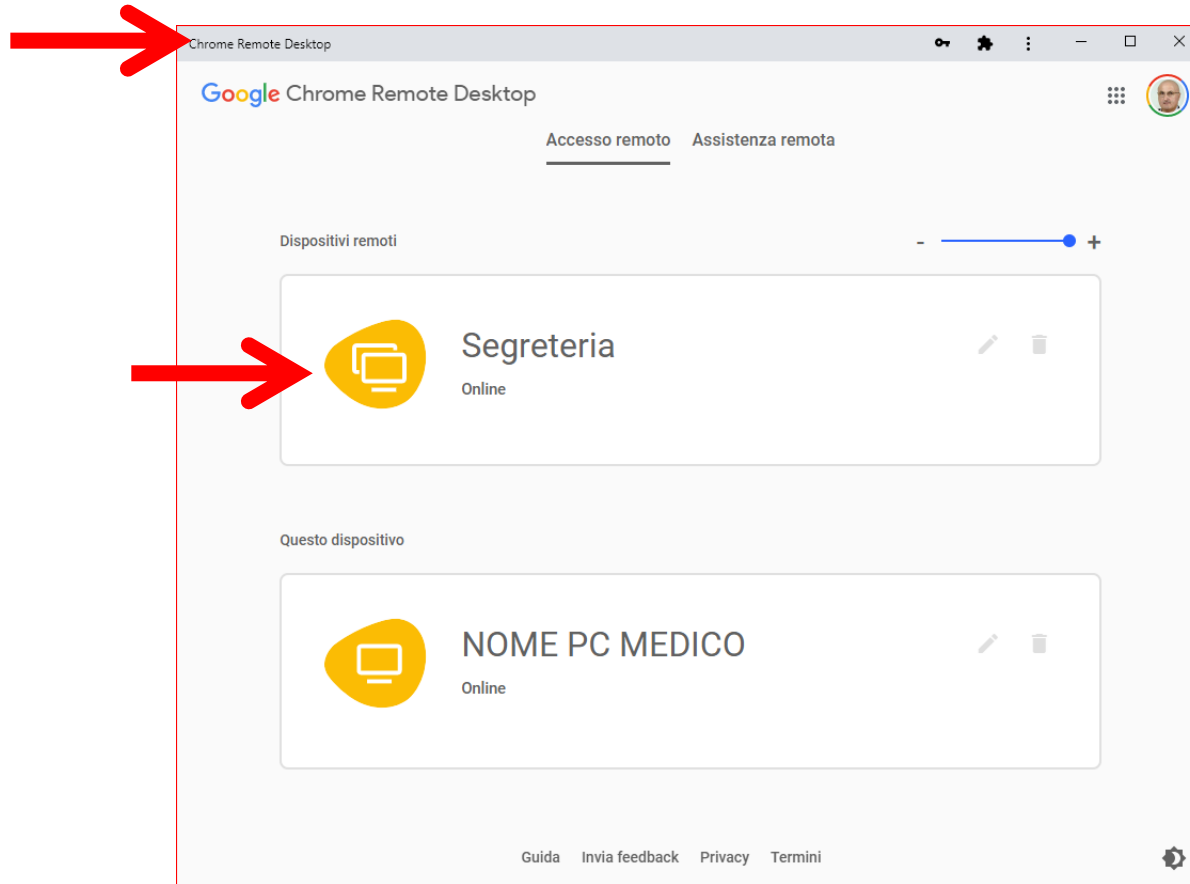 Chrome Remote Desktop
Google Chrome Remote Desktop
Accesso remoto Assistenza remota
Dispositivi remoti - +
Segreteria
Online
Questo dispositivo
NOME PC MEDICO
Online
Guida Invia feedback Privacy Termini